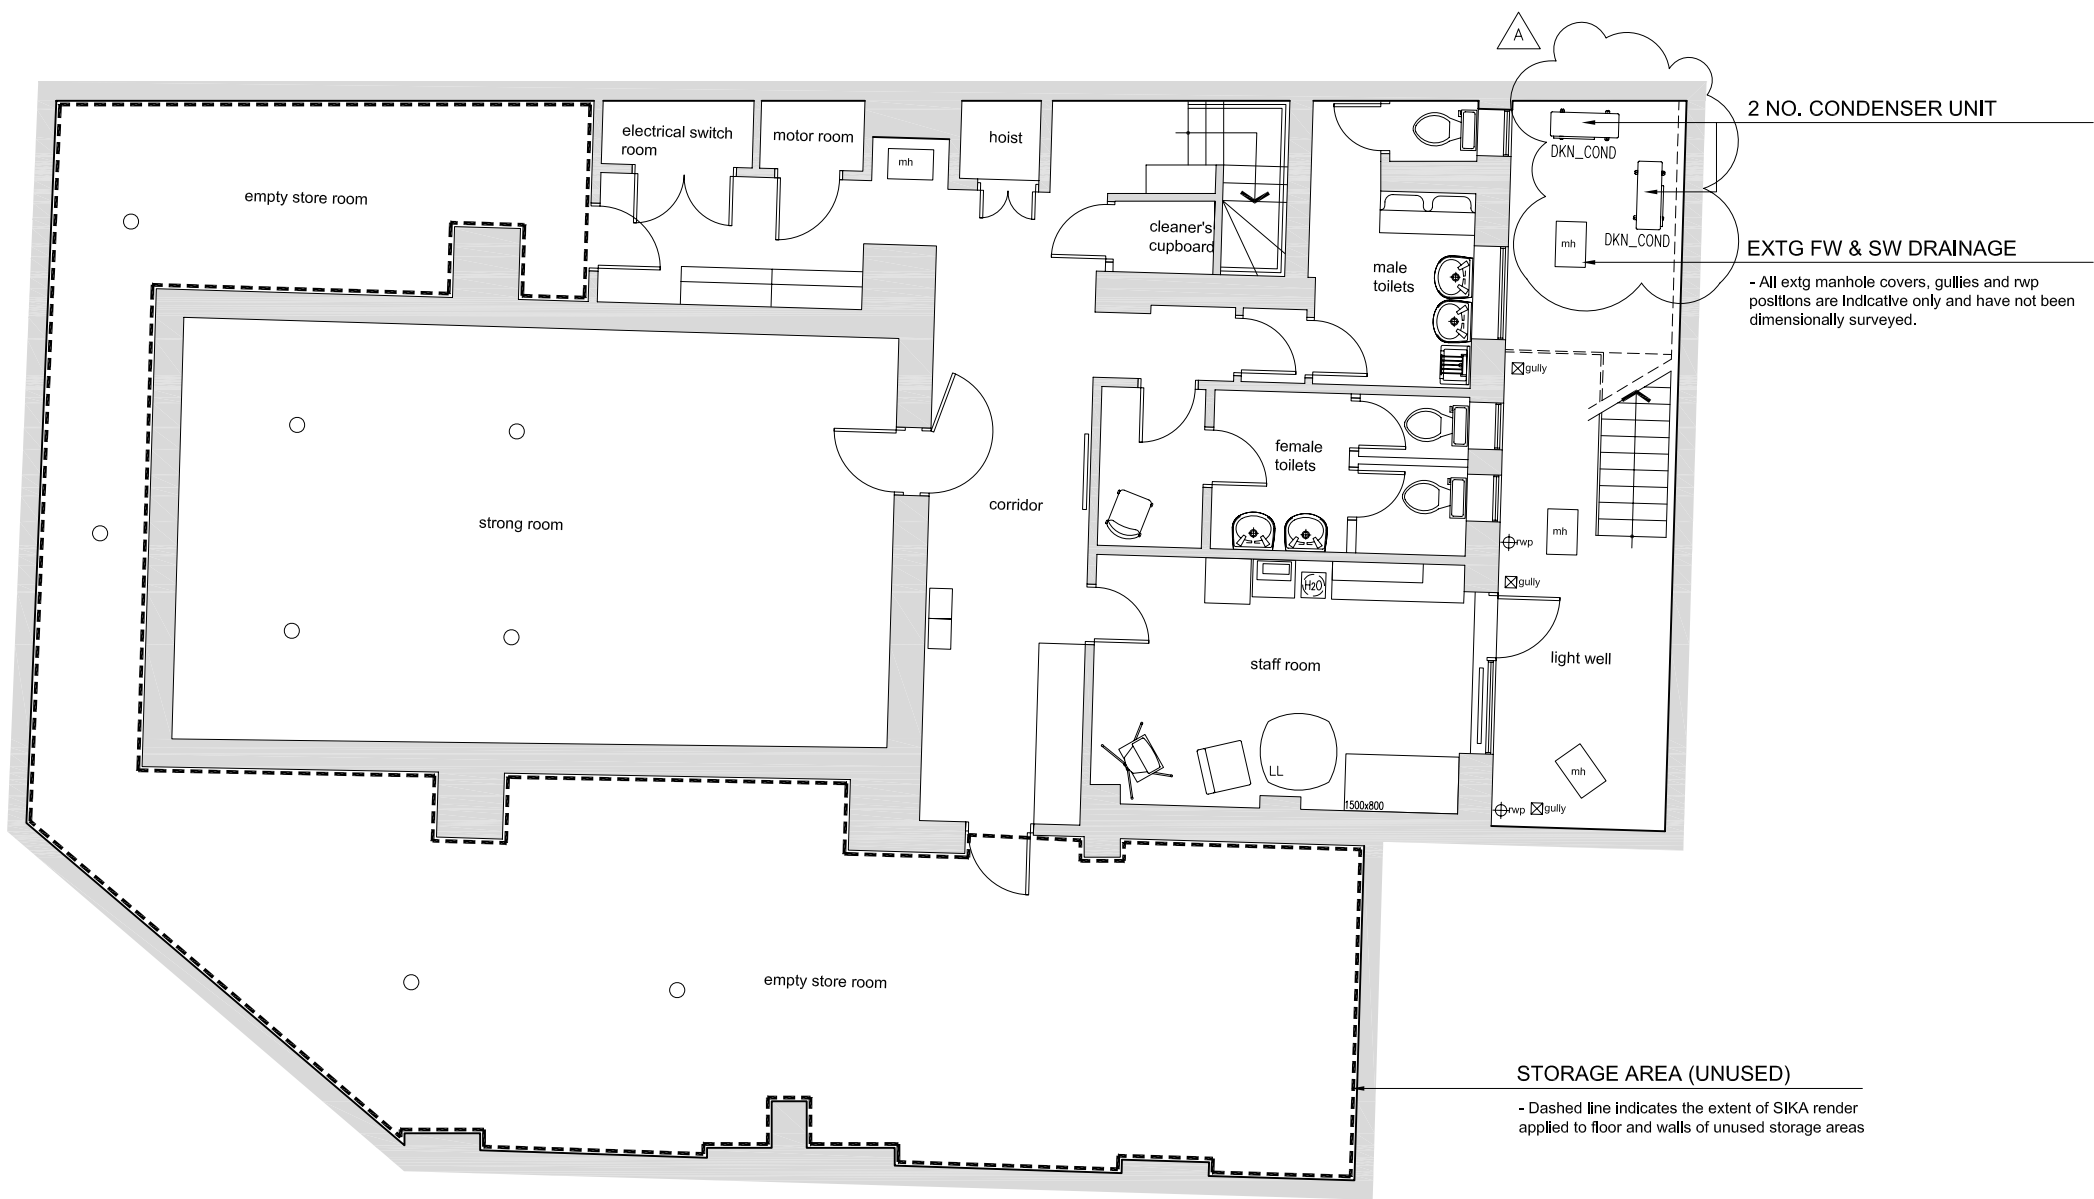 A
2 NO. CONDENSER UNIT
DKN_COND
DKN_COND
mh
EXTG FW & SW DRAINAGE
- All extg manhole covers, gullies and rwp
positions are indicative only and have not been
dimensionally surveyed.
electrical switch
room
motor room
mh
hoist
empty store room
cleaner's
cupboard
male
toilets
gully
female
toilets
corridor
strong room
mh
rwp
gully
H2O
staff room
light well
LL
mh
1500x800
rwp
gully
empty store room
STORAGE AREA (UNUSED)
- Dashed line indicates the extent of SIKA render
applied to floor and walls of unused storage areas